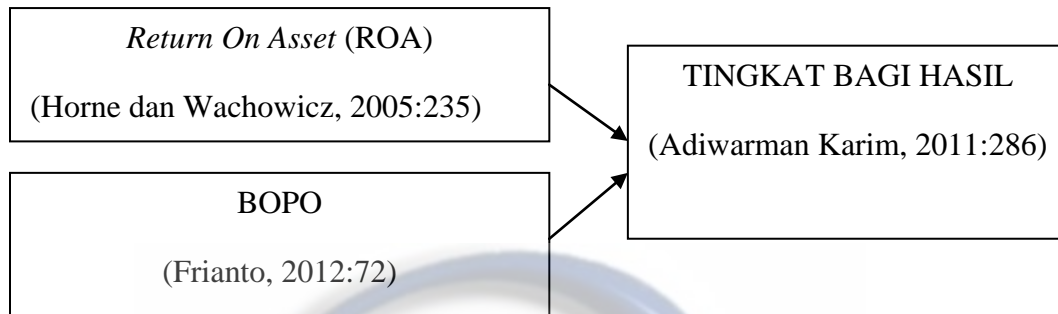 Return On Asset (ROA)
(Horne dan Wachowicz, 2005:235)
TINGKAT BAGI HASIL
(Adiwarman Karim, 2011:286)
BOPO
(Frianto, 2012:72)